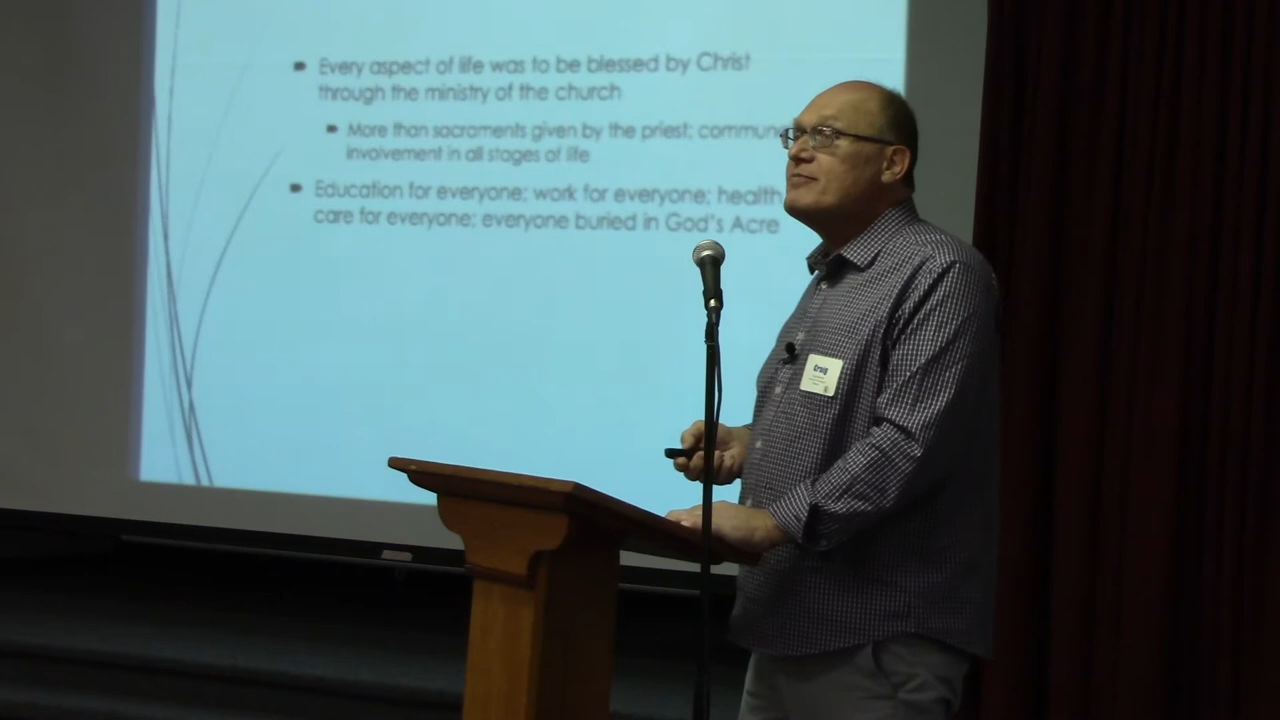 Every aspect of life was to be blessed by Christ
through the ministry of the church
More than sacraments given by the priest; commun
involvement in all stages of life
Education for everyone; work for everyone; health
care for everyone; everyone buried in God's Acre
Craig